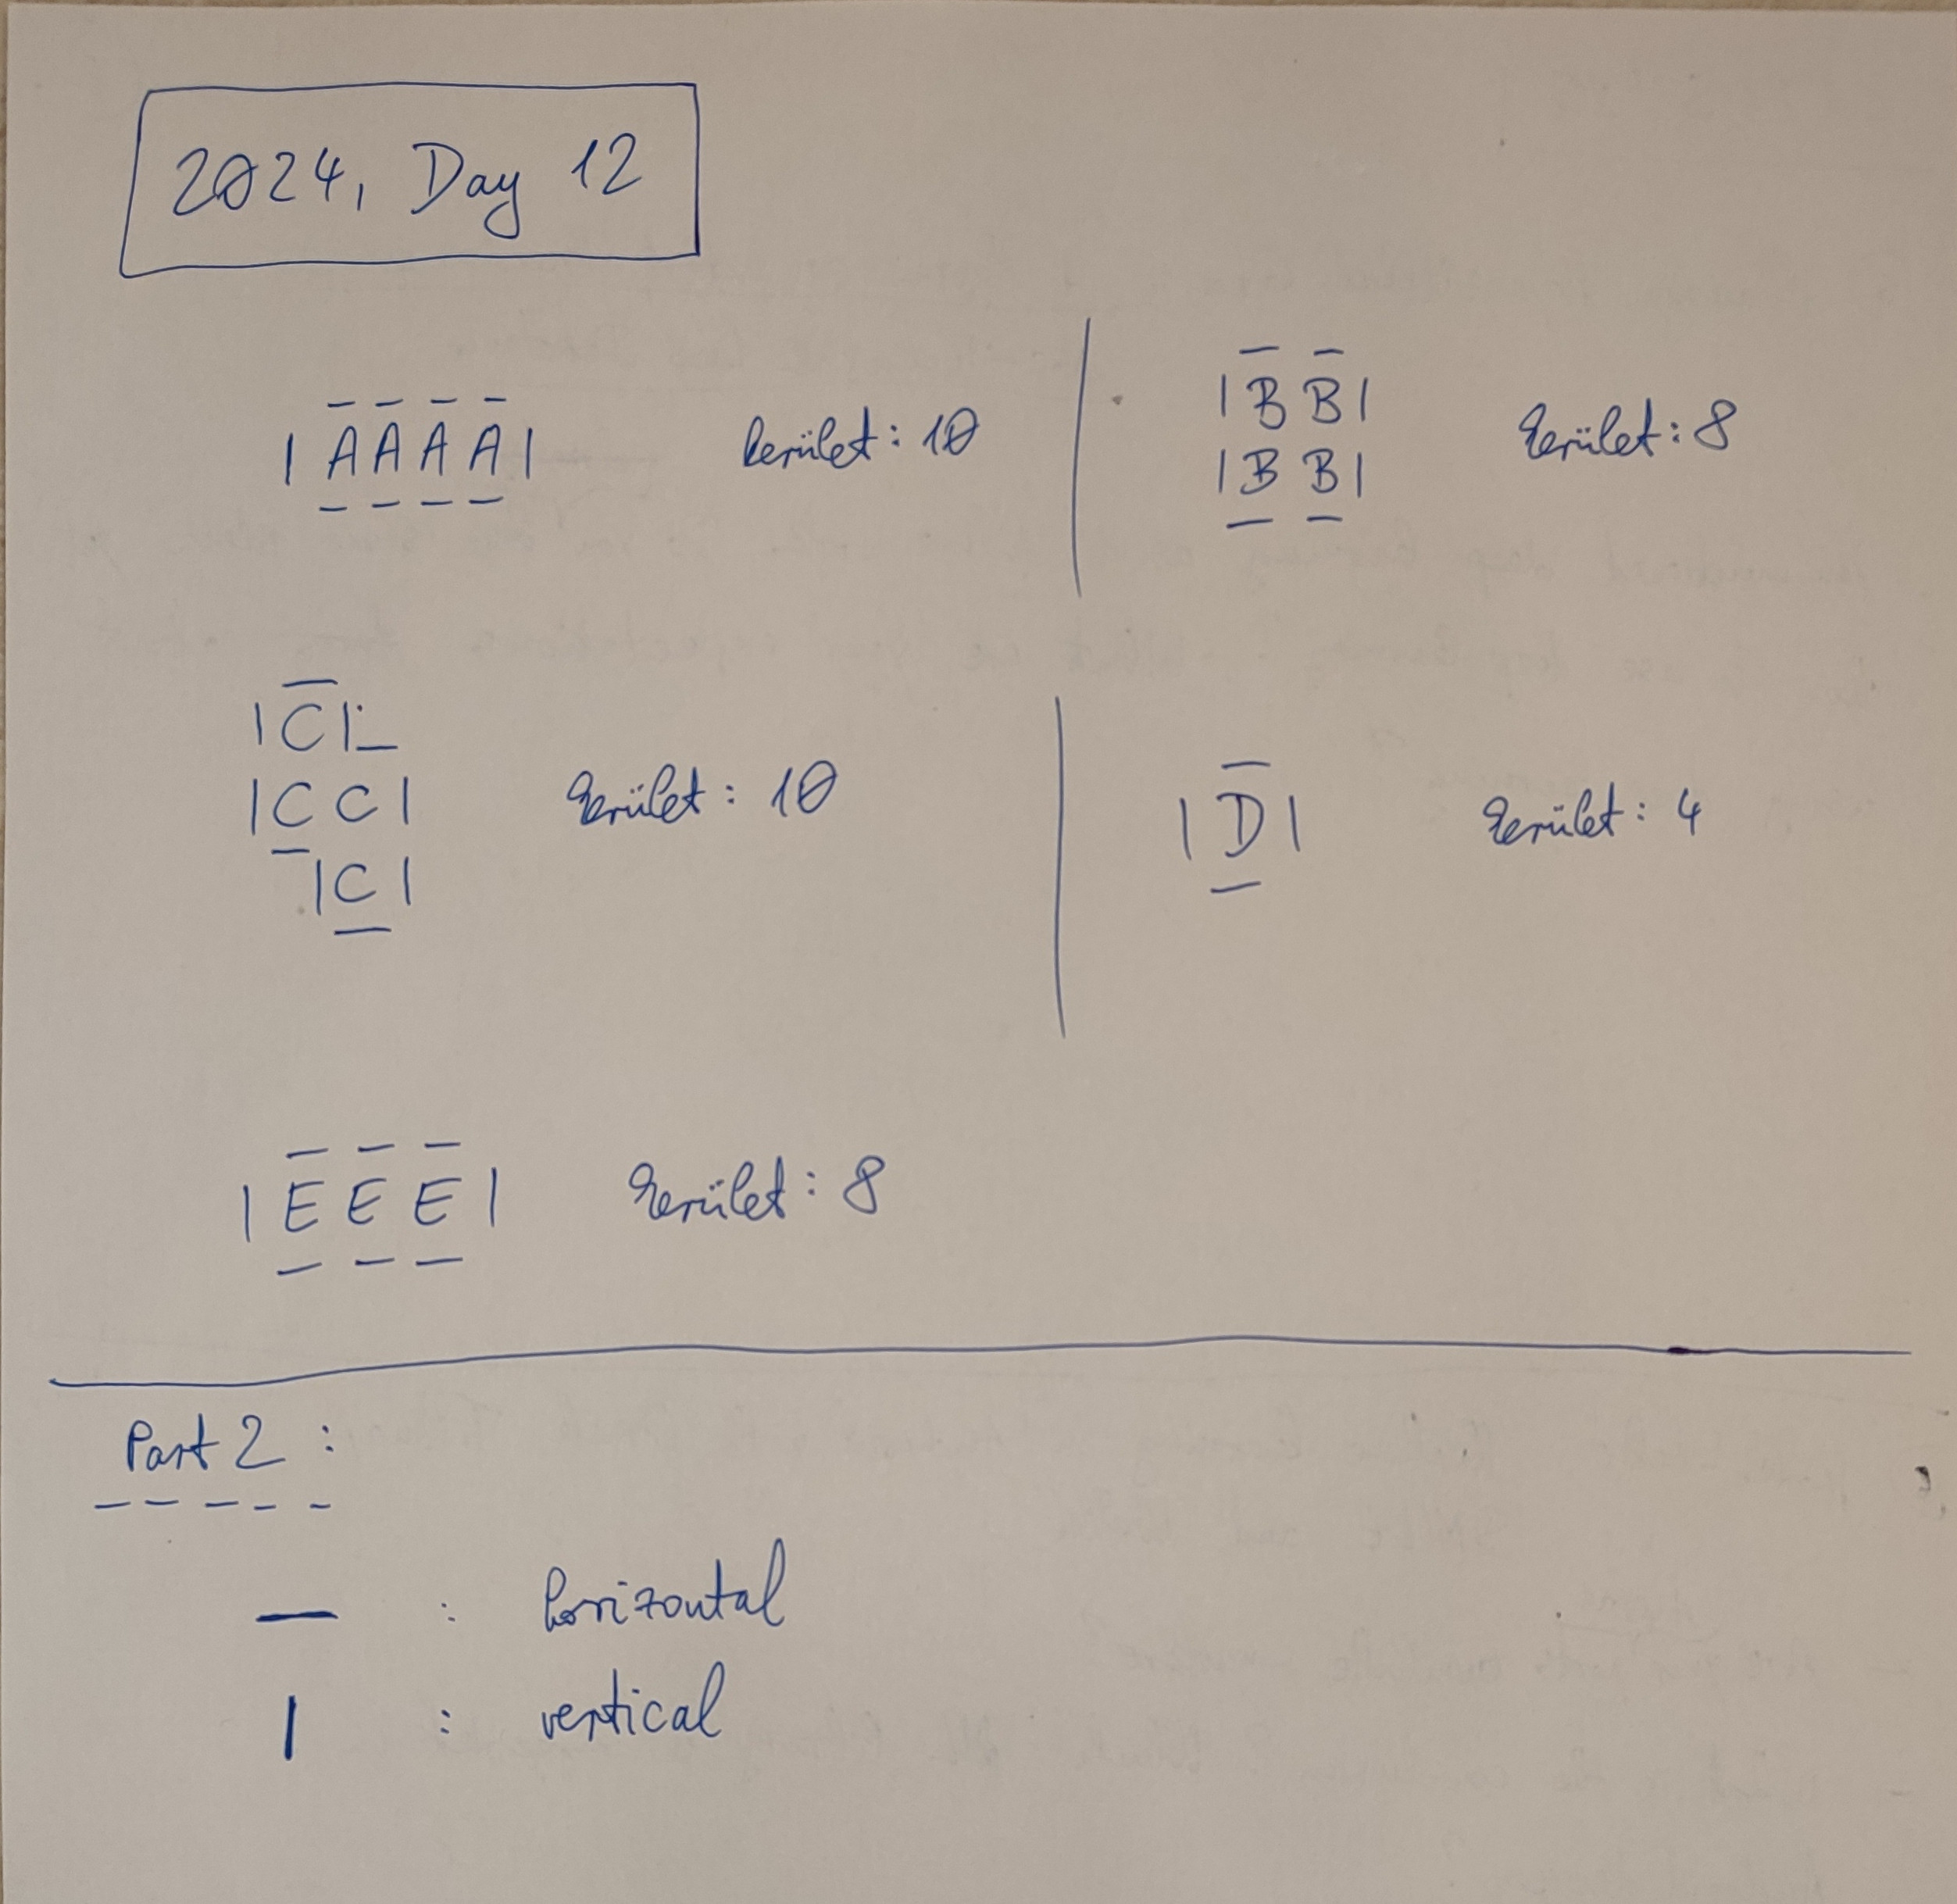 2024, Day 12
|AAAA| kerület: 10
|BB|
|BB| kerület: 8
|C|
|CC| kerület: 10
|C|
|D| kerület: 4
|EEE| kerület: 8
Part 2:
— : horizontal
| : vertical